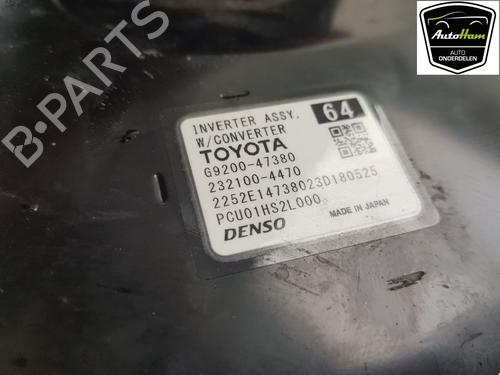 AutoHam
AUTO
ONDERDELEN
B-PARTS
INVERTER ASSY,
W/CONVERTER
64
TOYOTA
G9200-47380
232100-4470
2252E14738023D180525
PCU01HS2L000
DENSO
MADE IN JAPAN